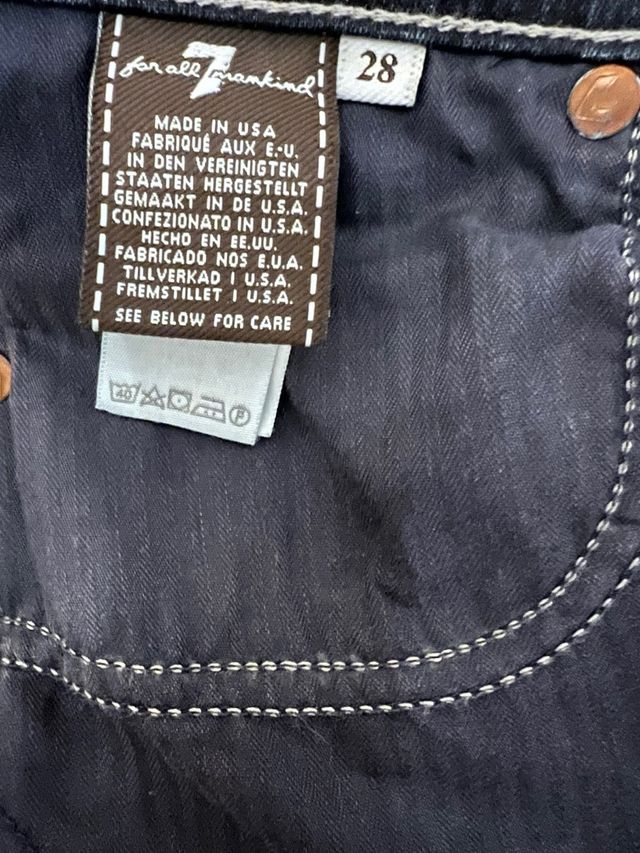 7 for all mankind
28
MADE IN USA
FABRIQUÉ AUX E.-U.
IN DEN VEREINIGTEN
STAATEN HERGESTELLT
GEMAAKT IN DE U.S.A.
CONFEZIONATO IN U.S.A.
HECHO EN EE.UU.
FABRICADO NOS E.U.A.
TILLVERKAD I U.S.A.
FREMSTILLET I U.S.A.
SEE BELOW FOR CARE
40
P